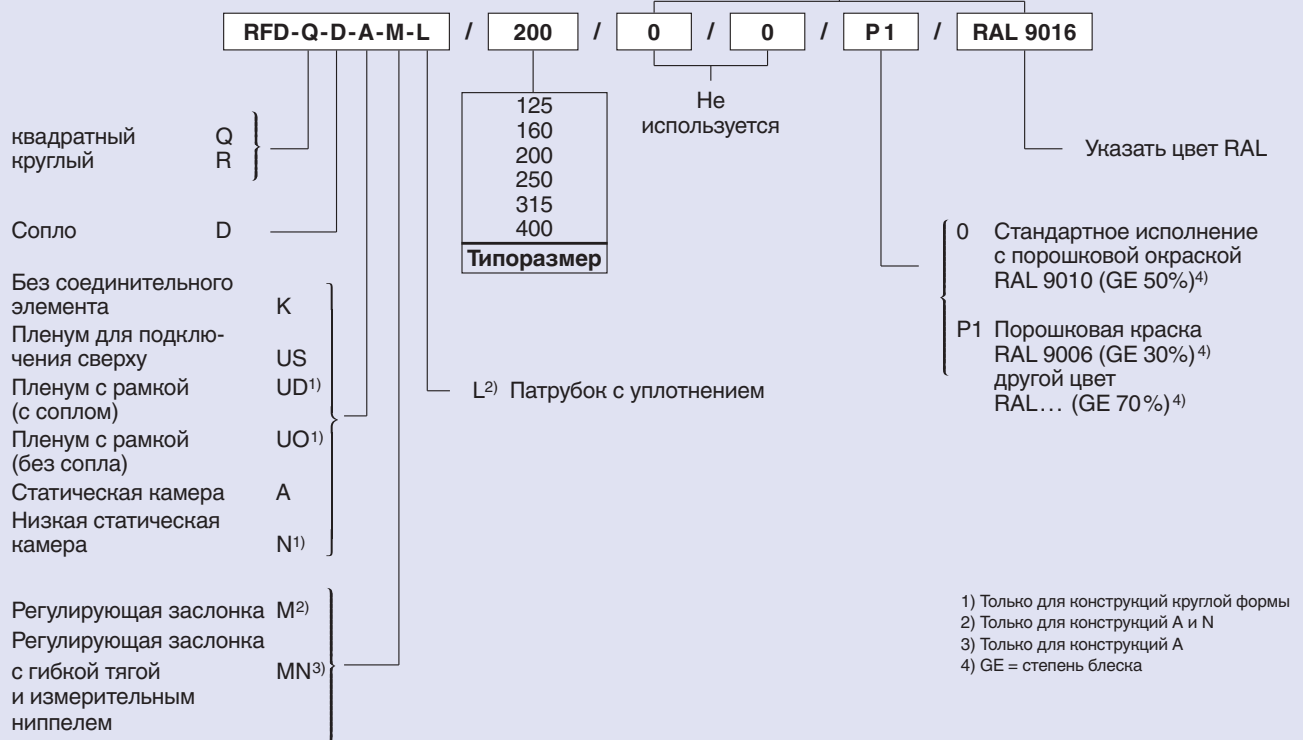 RFD-Q-D-A-M-L / 200 / 0 / 0 / P1 / RAL 9016
125
160
200
250
315
400
Типоразмер
Не
используется
Указать цвет RAL
квадратный Q
круглый R
Сопло D
Без соединительного
элемента K
Пленум для подклю-
чения сверху US
Пленум с рамкой UD1)
(с соплом)
Пленум с рамкой UO1)
(без сопла)
Статическая камера A
Низкая статическая
камера N1)
Регулирующая заслонка M2)
Регулирующая заслонка
с гибкой тягой MN3)
и измерительным
ниппелем
L2) Патрубок с уплотнением
0 Стандартное исполнение
с порошковой окраской
RAL 9010 (GE 50%)4)
P1 Порошковая краска
RAL 9006 (GE 30%)4)
другой цвет
RAL... (GE 70%)4)
1) Только для конструкций круглой формы
2) Только для конструкций A и N
3) Только для конструкций A
4) GE = степень блеска